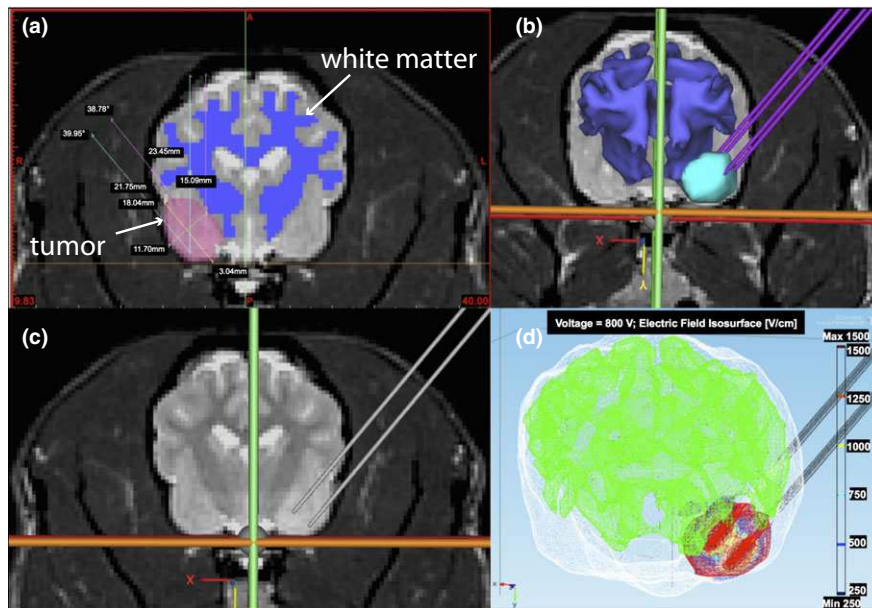 (a)
A
white matter
38.78°
39.95°
23.45mm
R
L
15.09mm
21.75mm
18.04mm
tumor
11.70mm
3.04mm
9.83
P
40.00
(b)
X
Y
(c)
X
(d)
Voltage = 800 V; Electric Field Isosurface [V/cm]
Max 1500
1500
1250
1000
750
500
250
Min 250
x